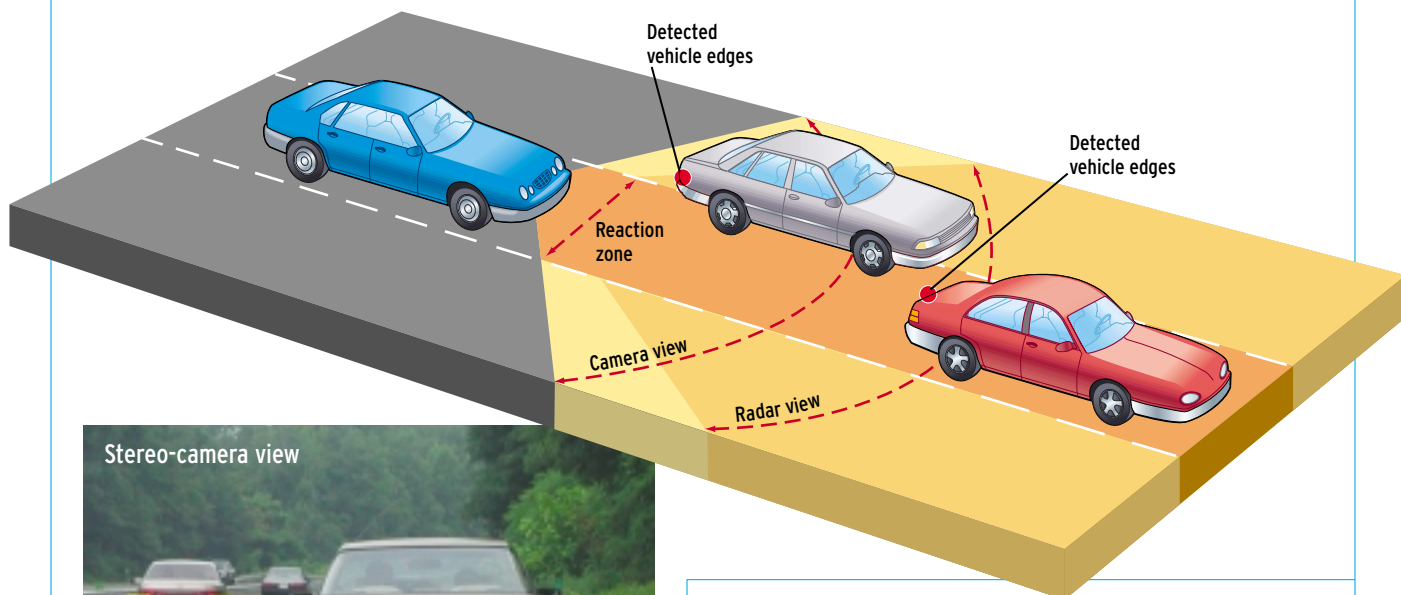 Detected
vehicle edges
Detected
vehicle edges
Reaction
zone
Camera view
Radar view
Stereo-camera view